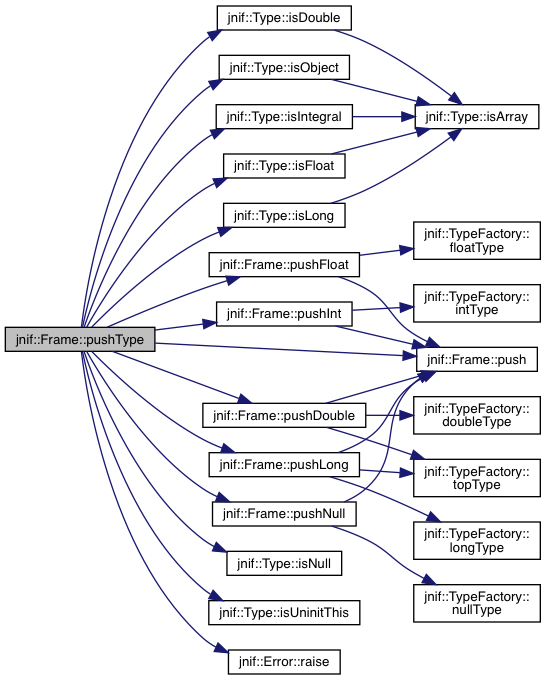 jnif::Frame::pushType
jnif::Type::isDouble
jnif::Type::isObject
jnif::Type::isIntegral
jnif::Type::isFloat
jnif::Type::isLong
jnif::Frame::pushFloat
jnif::Frame::pushInt
jnif::Frame::pushDouble
jnif::Frame::pushLong
jnif::Frame::pushNull
jnif::Type::isNull
jnif::Type::isUninitThis
jnif::Error::raise
jnif::Type::isArray
jnif::TypeFactory::
floatType
jnif::TypeFactory::
intType
jnif::Frame::push
jnif::TypeFactory::
doubleType
jnif::TypeFactory::
topType
jnif::TypeFactory::
longType
jnif::TypeFactory::
nullType